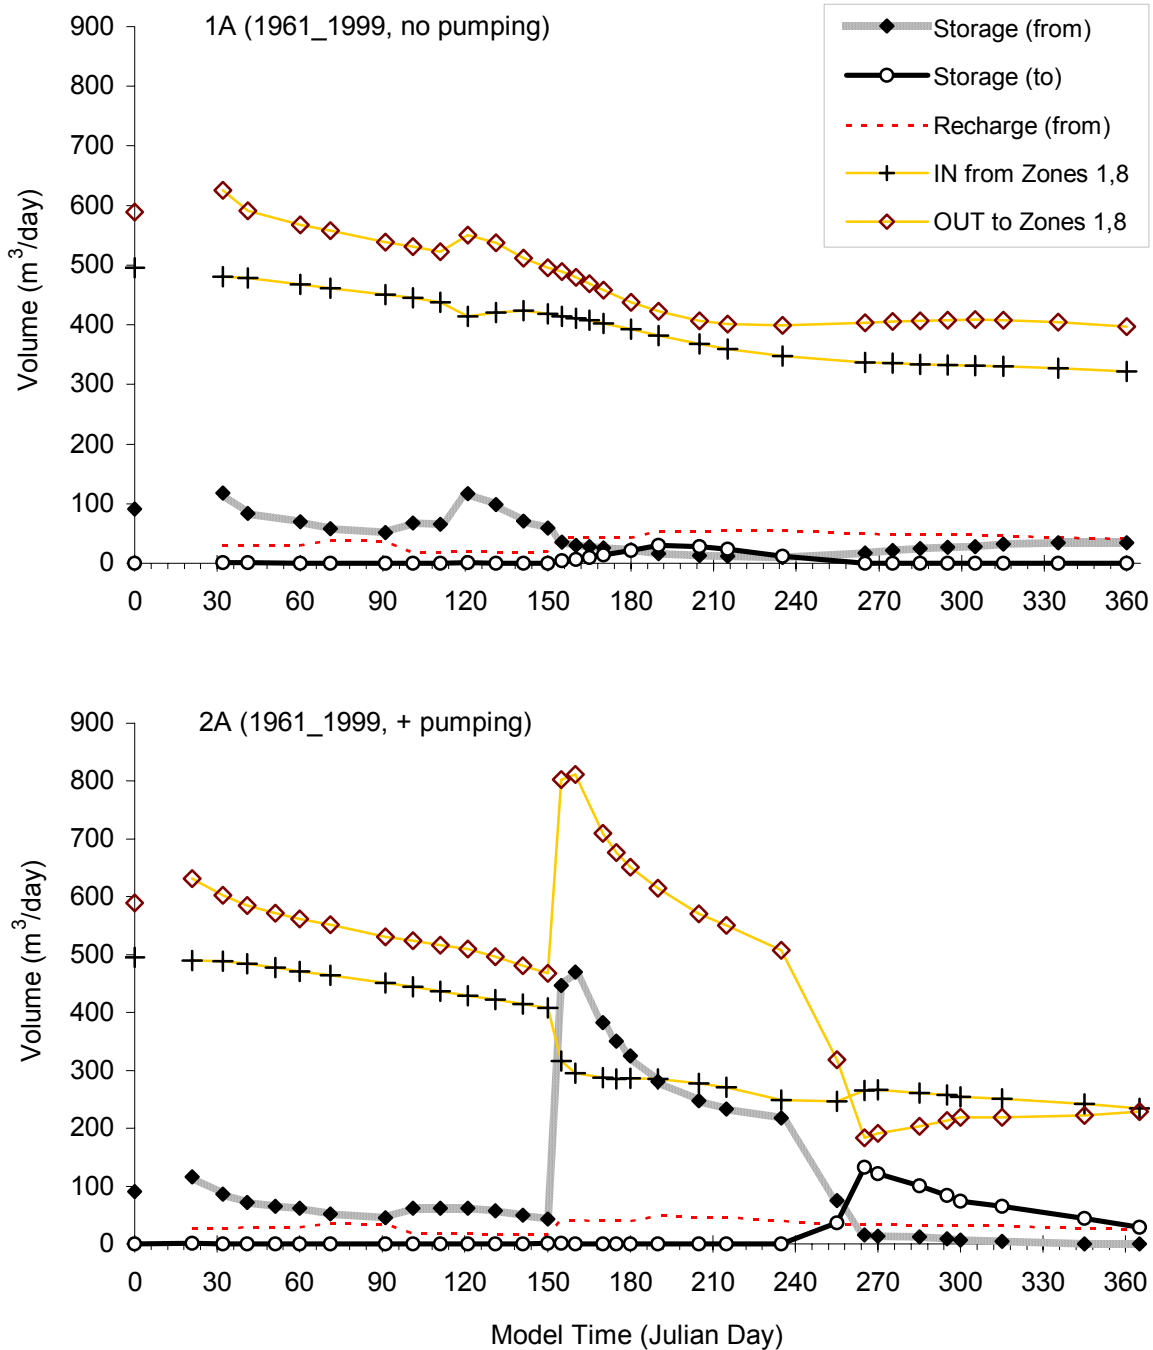 1A (1961_1999, no pumping)
Storage (from)
Storage (to)
Recharge (from)
IN from Zones 1,8
OUT to Zones 1,8
Volume (m³/day)
900
800
700
600
500
400
300
200
100
0
0 30 60 90 120 150 180 210 240 270 300 330 360
2A (1961_1999, + pumping)
Volume (m³/day)
900
800
700
600
500
400
300
200
100
0
0 30 60 90 120 150 180 210 240 270 300 330 360
Model Time (Julian Day)